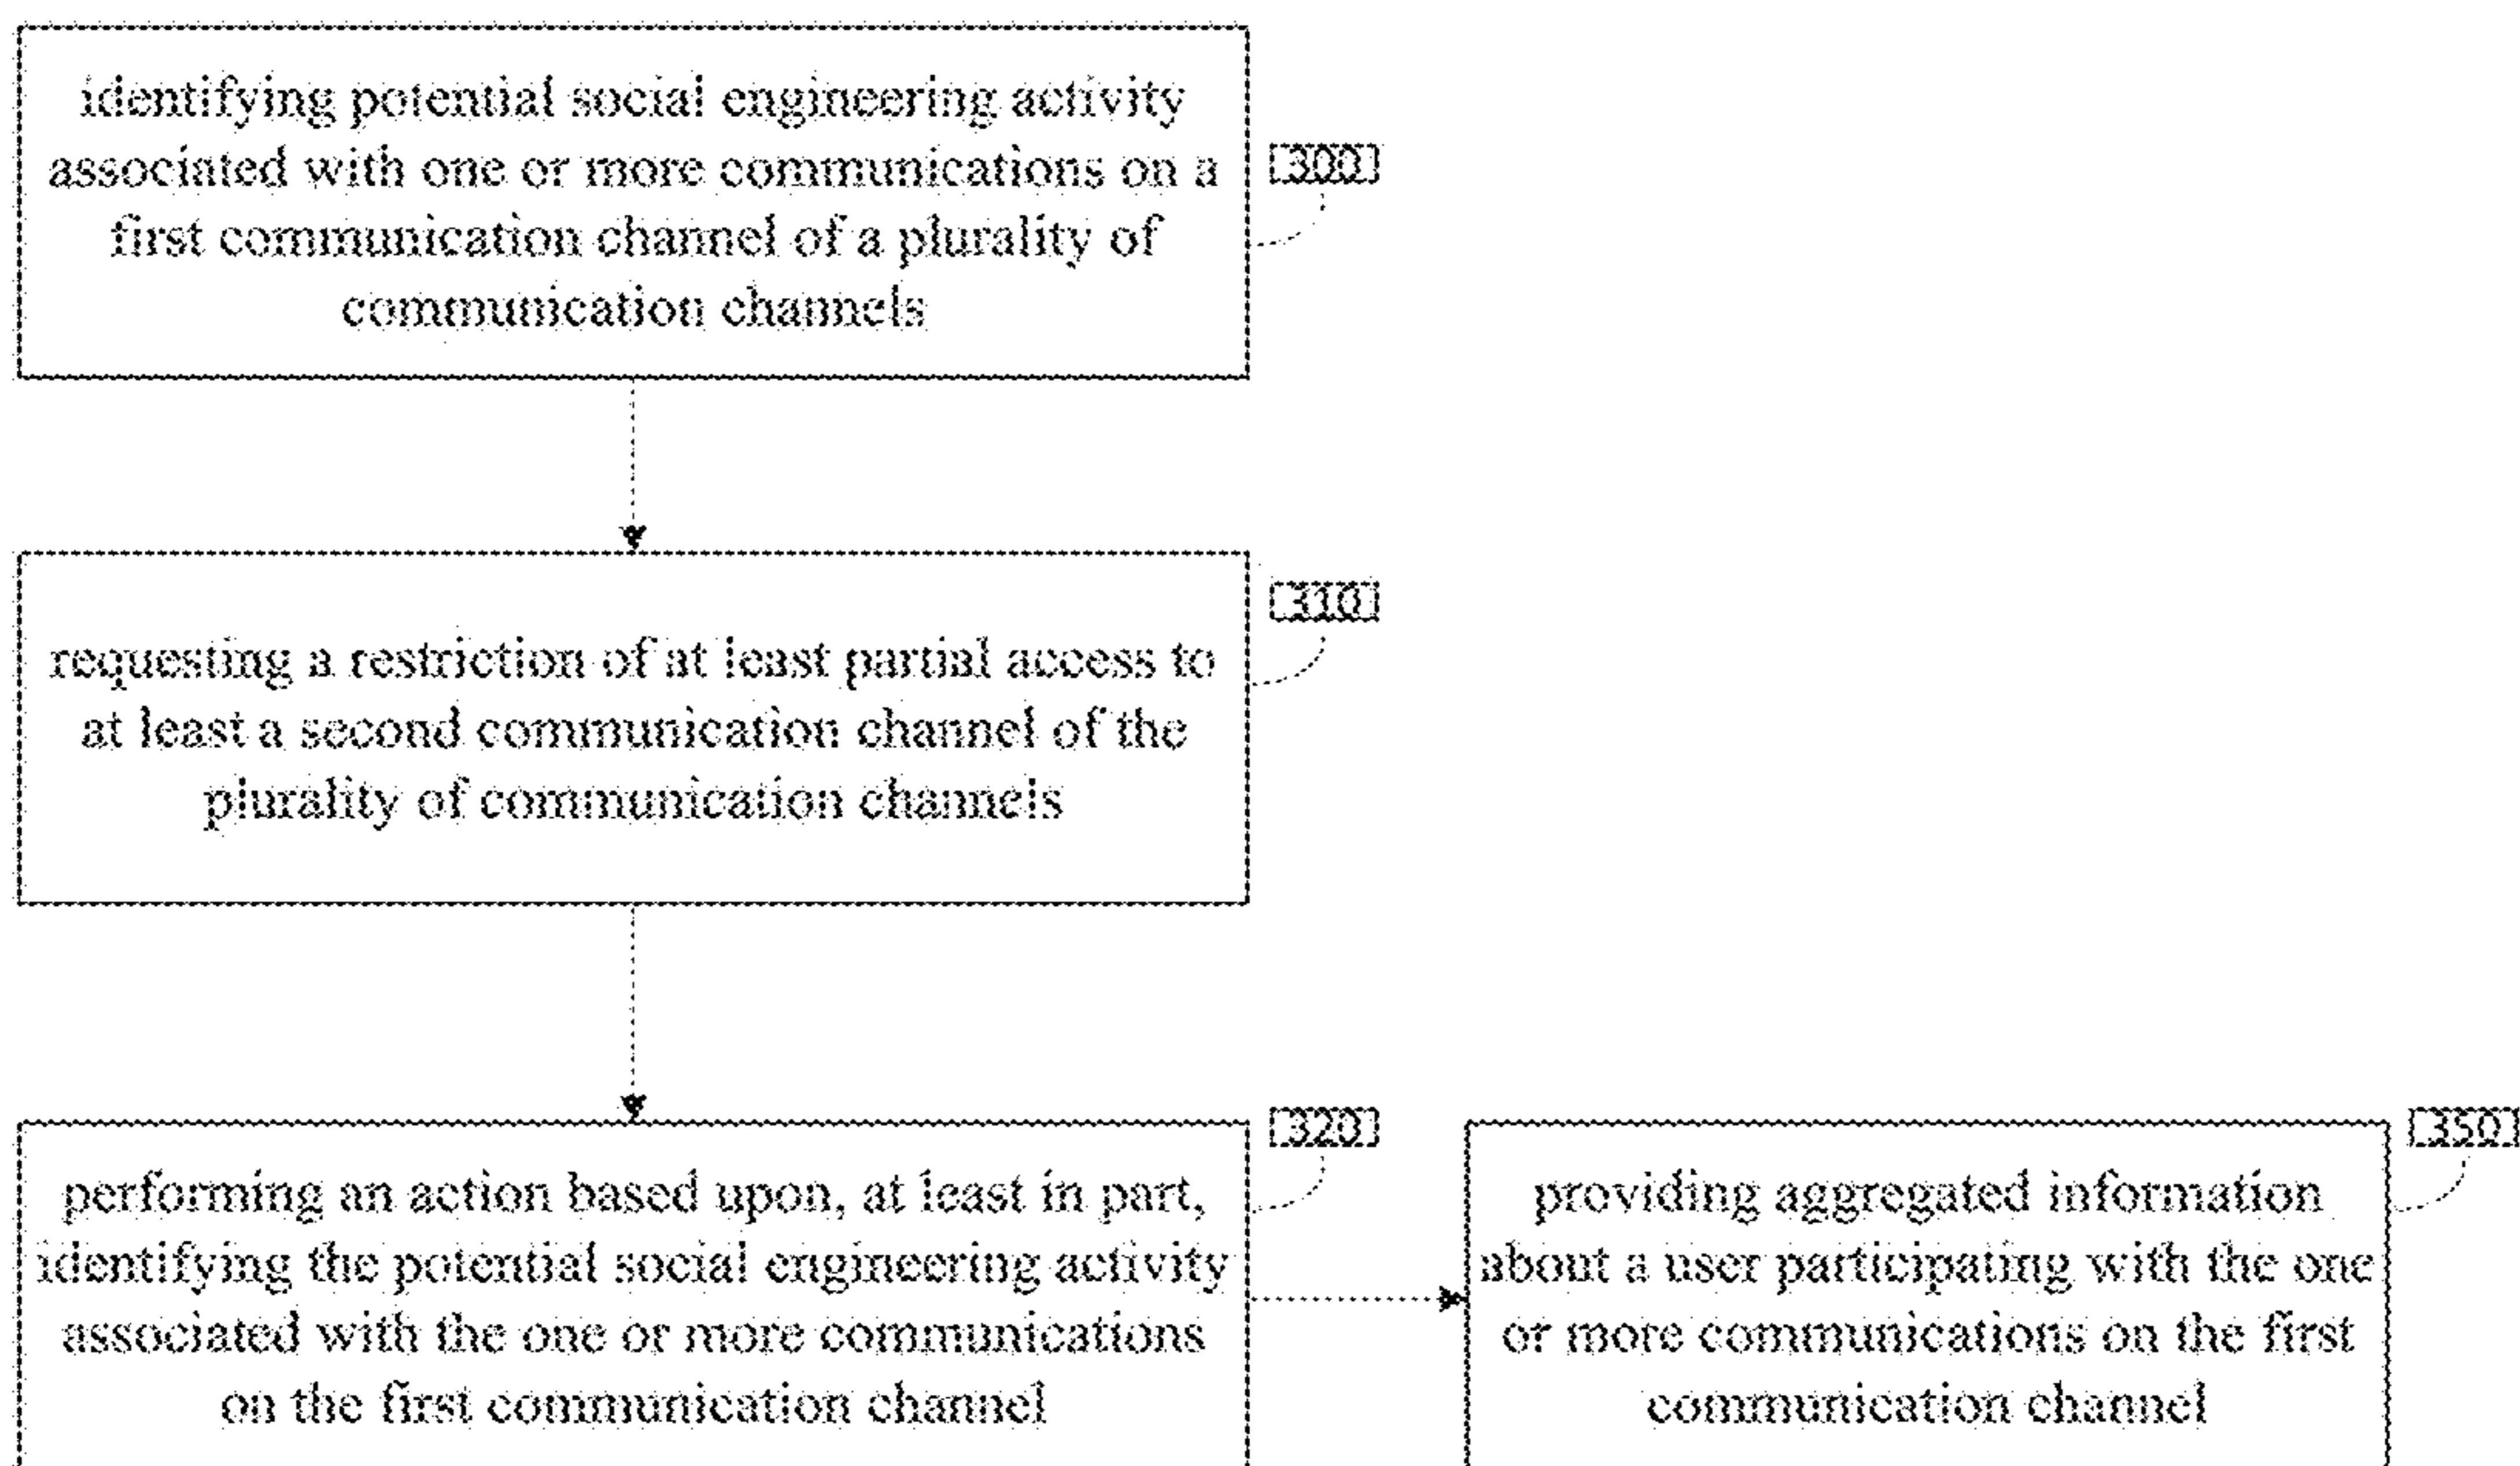 identifying potential social engineering activity
associated with one or more communications on a
first communication channel of a plurality of
communication channels
300
requesting a restriction of at least partial access to
at least a second communication channel of the
plurality of communication channels
310
performing an action based upon, at least in part,
identifying the potential social engineering activity
associated with the one or more communications
on the first communication channel
320
providing aggregated information
about a user participating with the one
or more communications on the first
communication channel
350